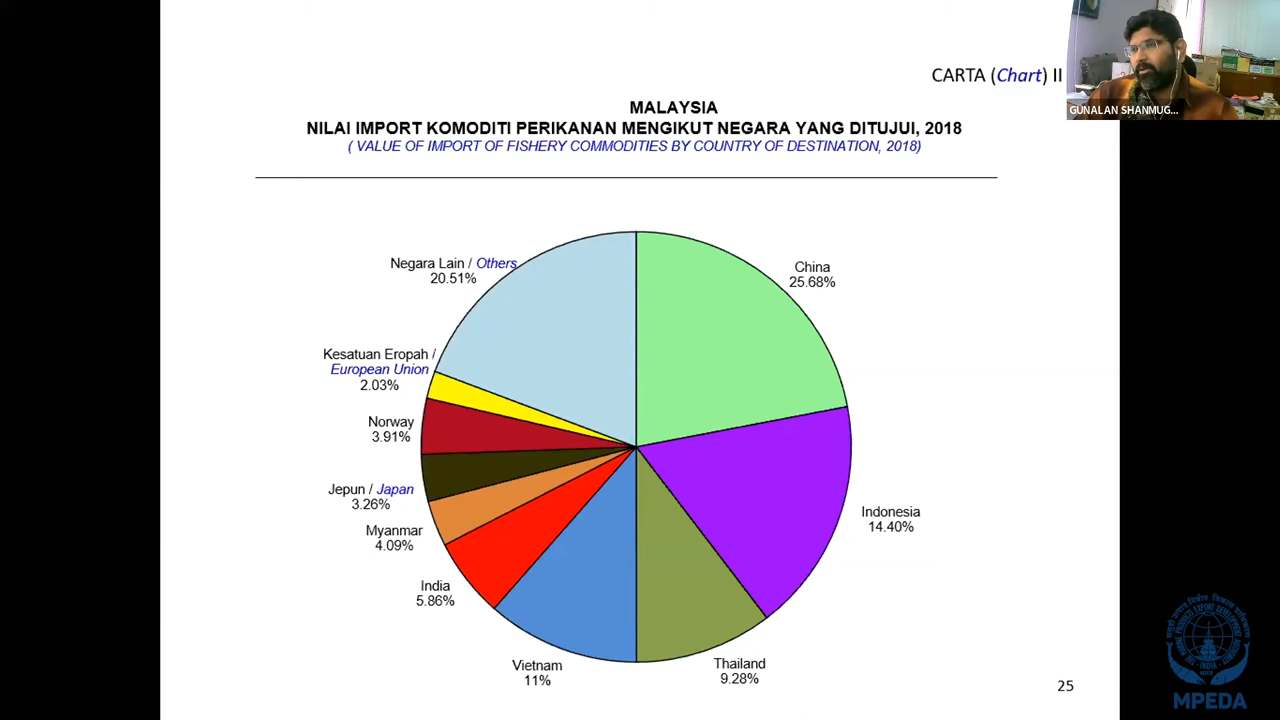 CARTA (Chart) II
GUNALAN SHANMUG...
MALAYSIA
NILAI IMPORT KOMODITI PERIKANAN MENGIKUT NEGARA YANG DITUJUI, 2018
( VALUE OF IMPORT OF FISHERY COMMODITIES BY COUNTRY OF DESTINATION, 2018)
Negara Lain / Others
20.51%
China
25.68%
Kesatuan Eropah /
European Union
2.03%
Norway
3.91%
Jepun / Japan
3.26%
Indonesia
14.40%
Myanmar
4.09%
India
5.86%
Vietnam
11%
Thailand
9.28%
25
MPEDA